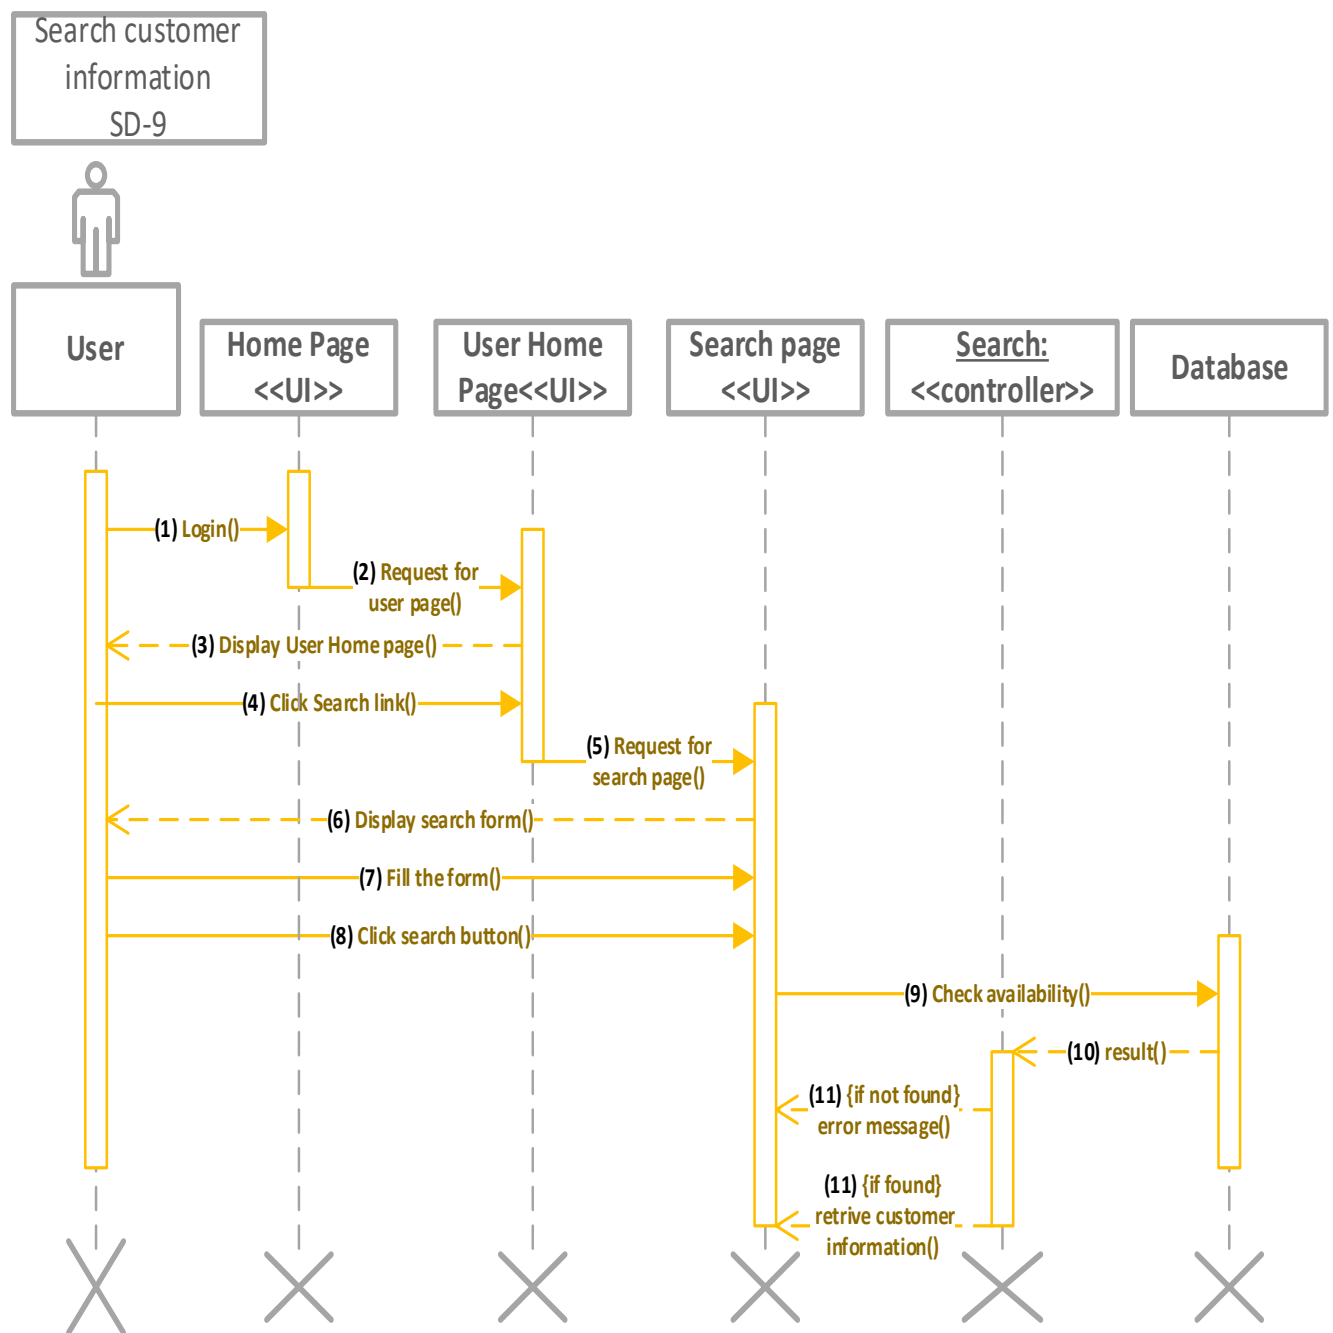 Search customer
information
SD-9
User
Home Page
<<UI>>
User Home
Page<<UI>>
Search page
<<UI>>
Search:
<<controller>>
Database
(1) Login()
(2) Request for
user page()
(3) Display User Home page()
(4) Click Search link()
(5) Request for
search page()
(6) Display search form()
(7) Fill the form()
(8) Click search button()
(9) Check availability()
(10) result()
(11) {if not found}
error message()
(11) {if found}
retrive customer
information()